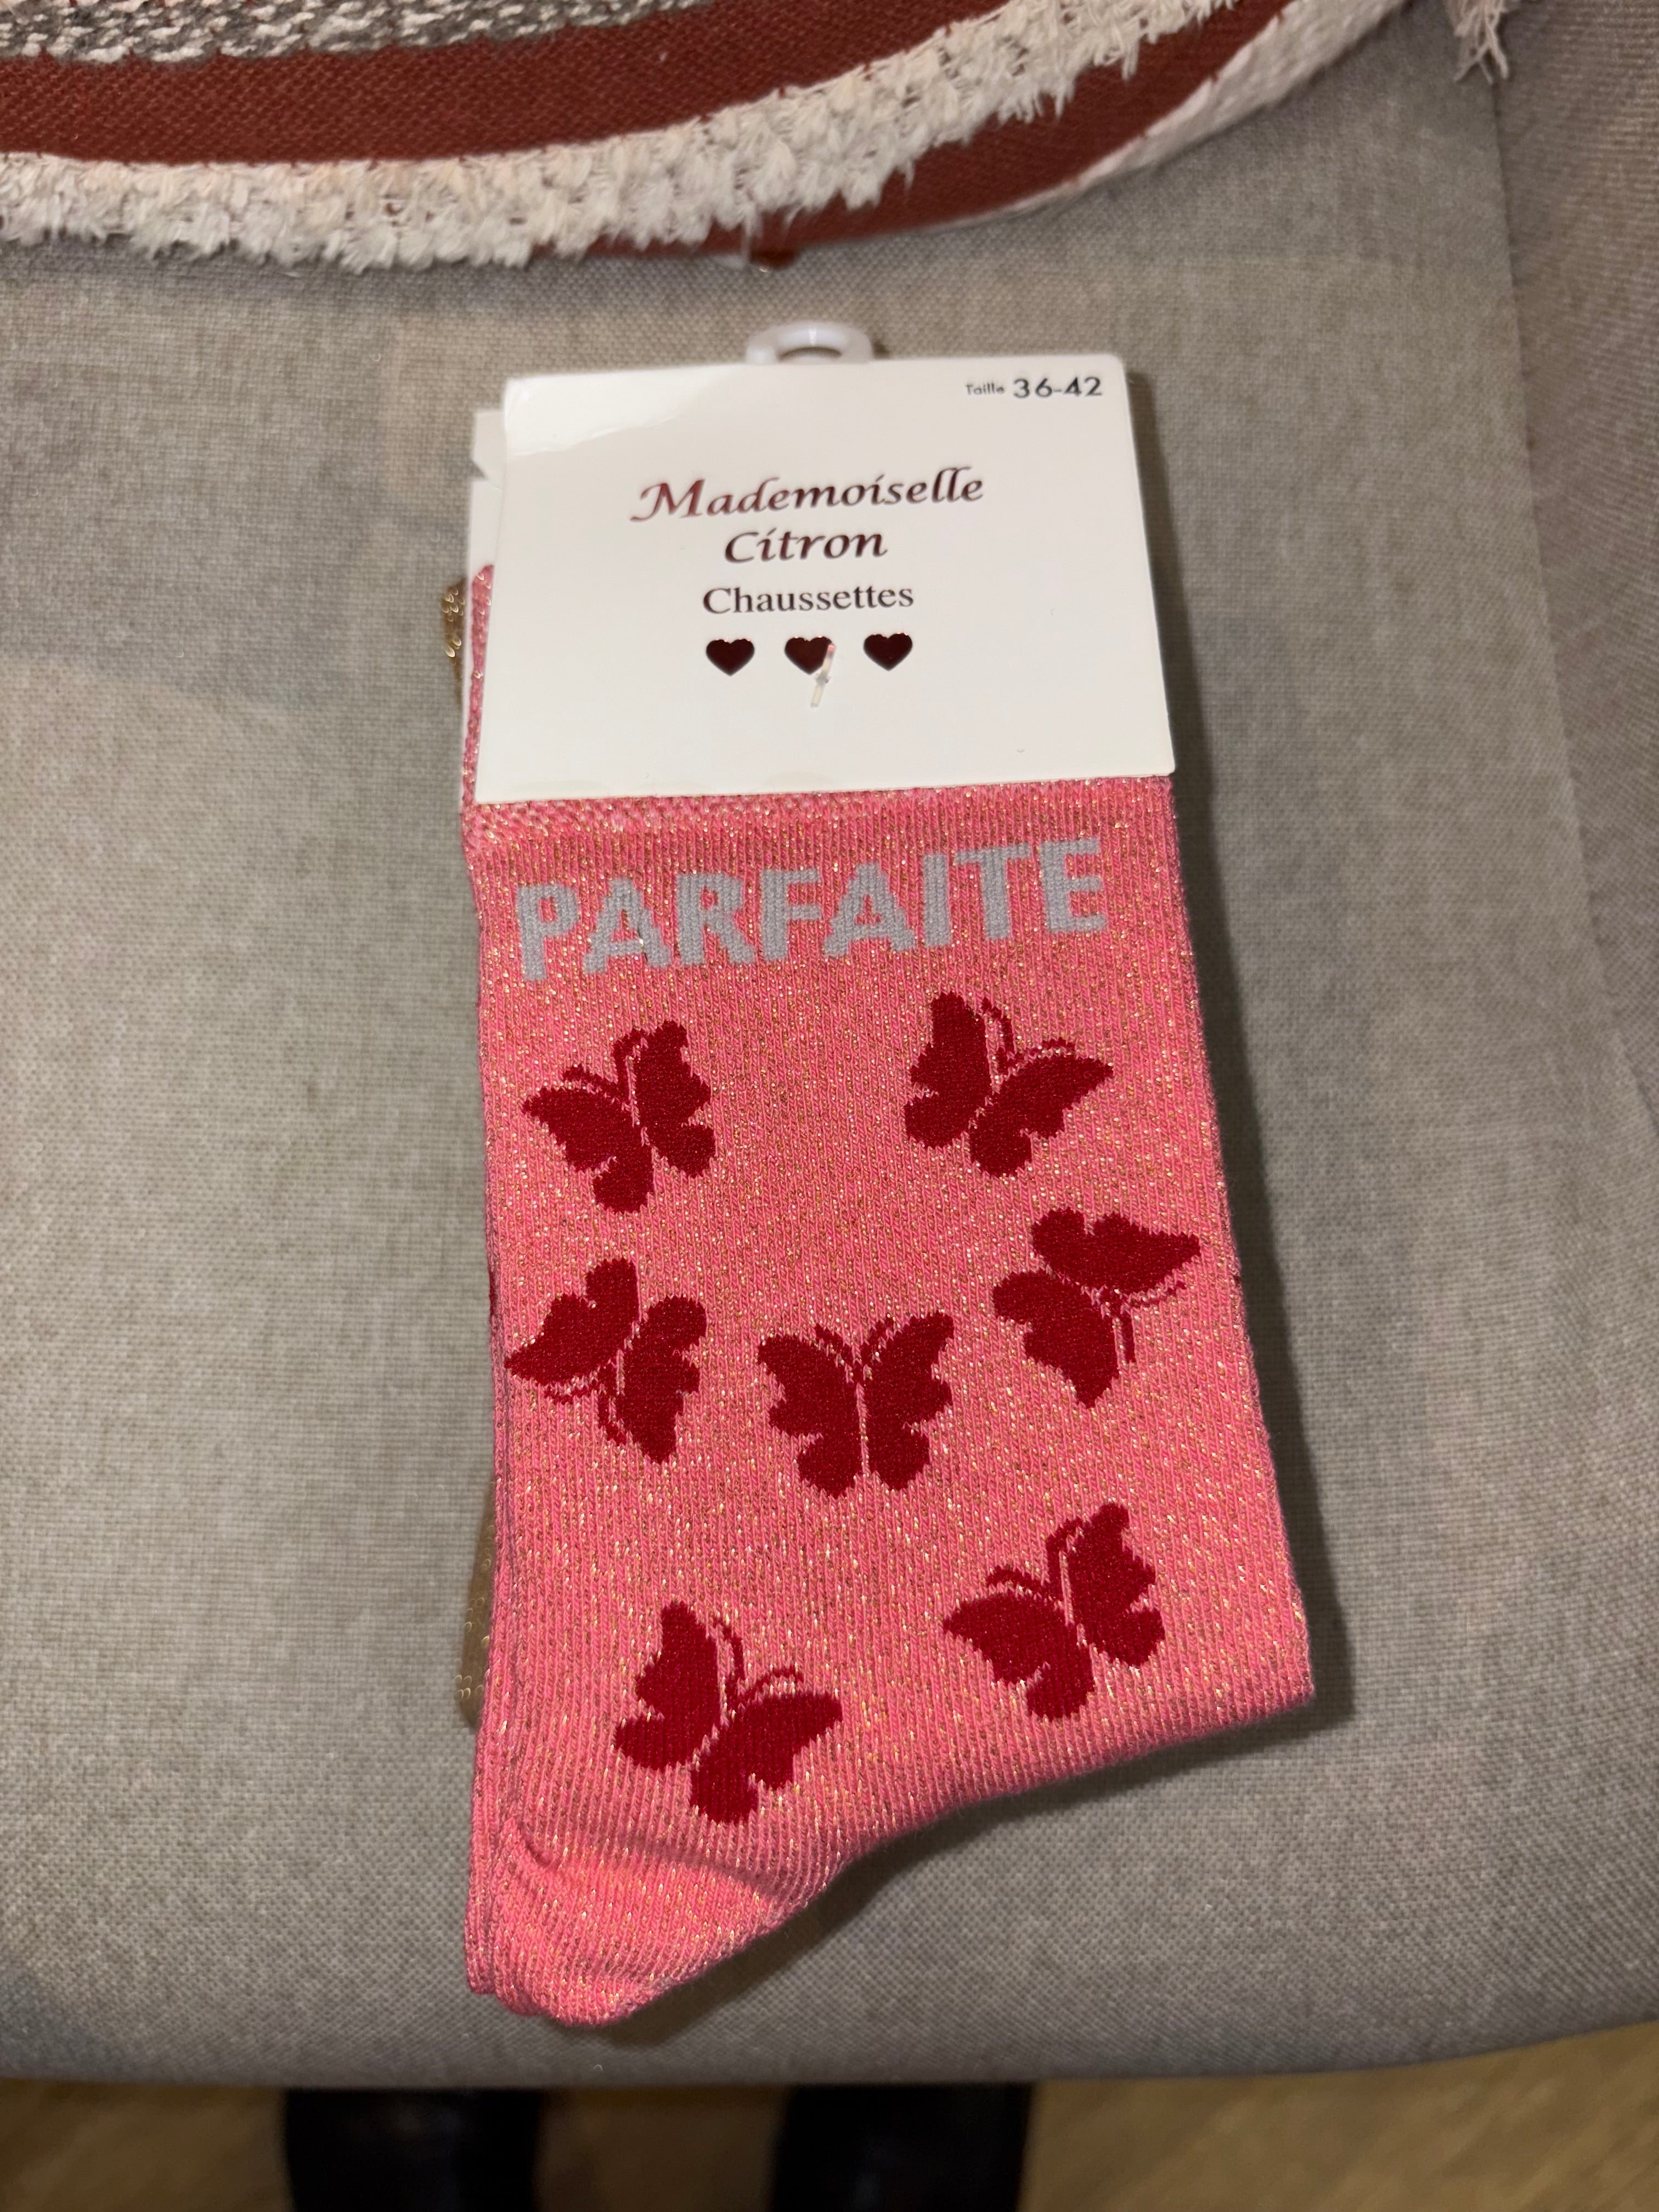 Taille 36-42
Mademoiselle
Citron
Chaussettes
PARFAITE